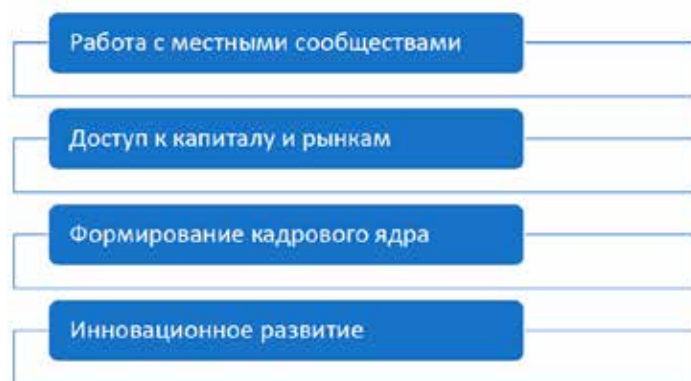 Работа с местными сообществами
Доступ к капиталу и рынкам
Формирование кадрового ядра
Инновационное развитие